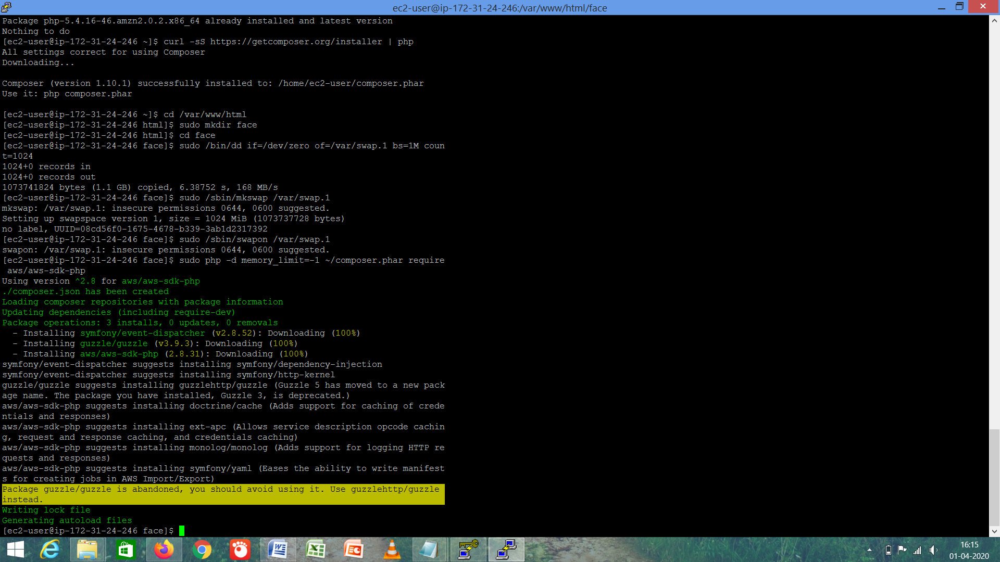 ec2-user@ip-172-31-24-246:/var/www/html/face
Package php-5.4.16-46.amzn2.0.2.x86_64 already installed and latest version
Nothing to do
[ec2-user@ip-172-31-24-246 ~]$ curl -sS https://getcomposer.org/installer | php
All settings correct for using Composer
Downloading...
Composer (version 1.10.1) successfully installed to: /home/ec2-user/composer.phar
Use it: php composer.phar
[ec2-user@ip-172-31-24-246 ~]$ cd /var/www/html
[ec2-user@ip-172-31-24-246 html]$ sudo mkdir face
[ec2-user@ip-172-31-24-246 html]$ cd face
[ec2-user@ip-172-31-24-246 face]$ sudo /bin/dd if=/dev/zero of=/var/swap.1 bs=1M coun
t=1024
1024+0 records in
1024+0 records out
1073741824 bytes (1.1 GB) copied, 6.38752 s, 168 MB/s
[ec2-user@ip-172-31-24-246 face]$ sudo /sbin/mkswap /var/swap.1
mkswap: /var/swap.1: insecure permissions 0644, 0600 suggested.
Setting up swapspace version 1, size = 1024 MiB (1073737728 bytes)
no label, UUID=08cd56f0-1675-4678-b339-3ab1d2317392
[ec2-user@ip-172-31-24-246 face]$ sudo /sbin/swapon /var/swap.1
swapon: /var/swap.1: insecure permissions 0644, 0600 suggested.
[ec2-user@ip-172-31-24-246 face]$ sudo php -d memory_limit=-1 ~/composer.phar require
 aws/aws-sdk-php
Using version ^2.8 for aws/aws-sdk-php
./composer.json has been created
Loading composer repositories with package information
Updating dependencies (including require-dev)
Package operations: 3 installs, 0 updates, 0 removals
  - Installing symfony/event-dispatcher (v2.8.52): Downloading (100%)
  - Installing guzzle/guzzle (v3.9.3): Downloading (100%)
  - Installing aws/aws-sdk-php (2.8.31): Downloading (100%)
symfony/event-dispatcher suggests installing symfony/dependency-injection
symfony/event-dispatcher suggests installing symfony/http-kernel
guzzle/guzzle suggests installing guzzlehttp/guzzle (Guzzle 5 has moved to a new pack
age name. The package you have installed, Guzzle 3, is deprecated.)
aws/aws-sdk-php suggests installing doctrine/cache (Adds support for caching of crede
ntials and responses)
aws/aws-sdk-php suggests installing ext-apc (Allows service description opcode cachin
g, request and response caching, and credentials caching)
aws/aws-sdk-php suggests installing monolog/monolog (Adds support for logging HTTP re
quests and responses)
aws/aws-sdk-php suggests installing symfony/yaml (Eases the ability to write manifest
s for creating jobs in AWS Import/Export)
Package guzzle/guzzle is abandoned, you should avoid using it. Use guzzlehttp/guzzle
instead.
Writing lock file
Generating autoload files
[ec2-user@ip-172-31-24-246 face]$
16:15
01-04-2020